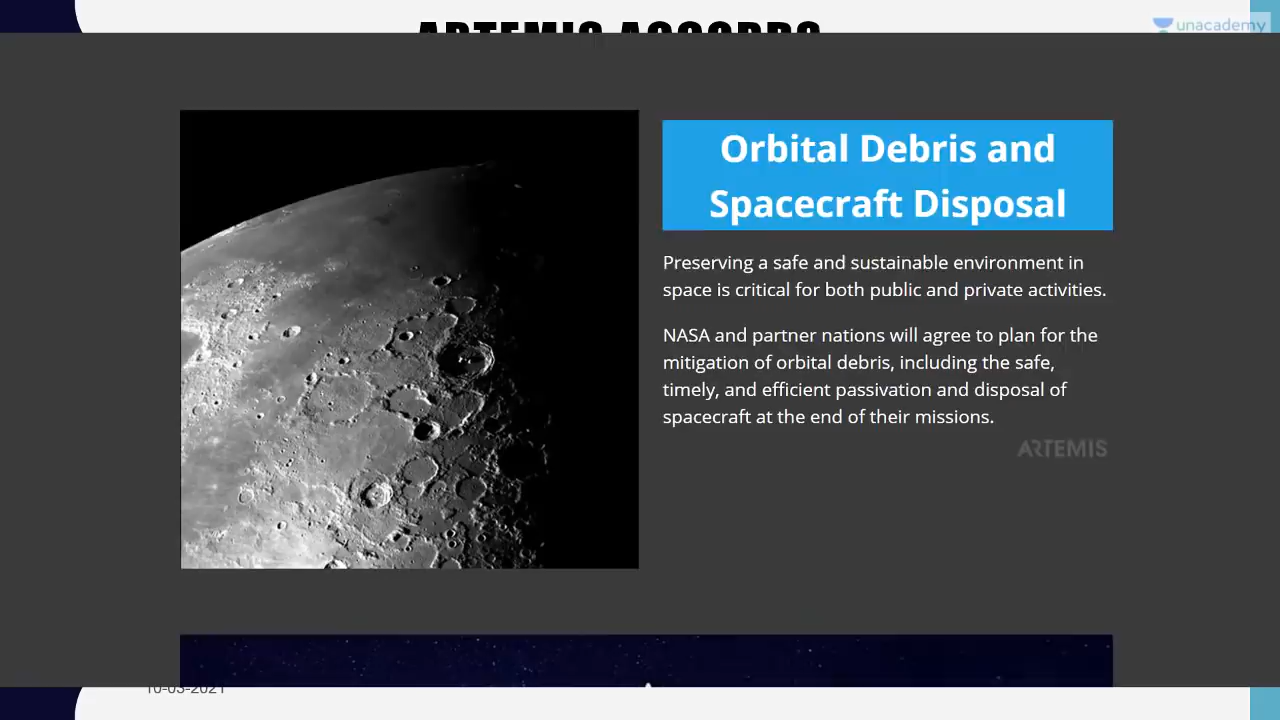 ARTEMIS ACCORDS
unacademy
Orbital Debris and
Spacecraft Disposal
Preserving a safe and sustainable environment in
space is critical for both public and private activities.
NASA and partner nations will agree to plan for the
mitigation of orbital debris, including the safe,
timely, and efficient passivation and disposal of
spacecraft at the end of their missions.
ARTEMIS
10-03-2021